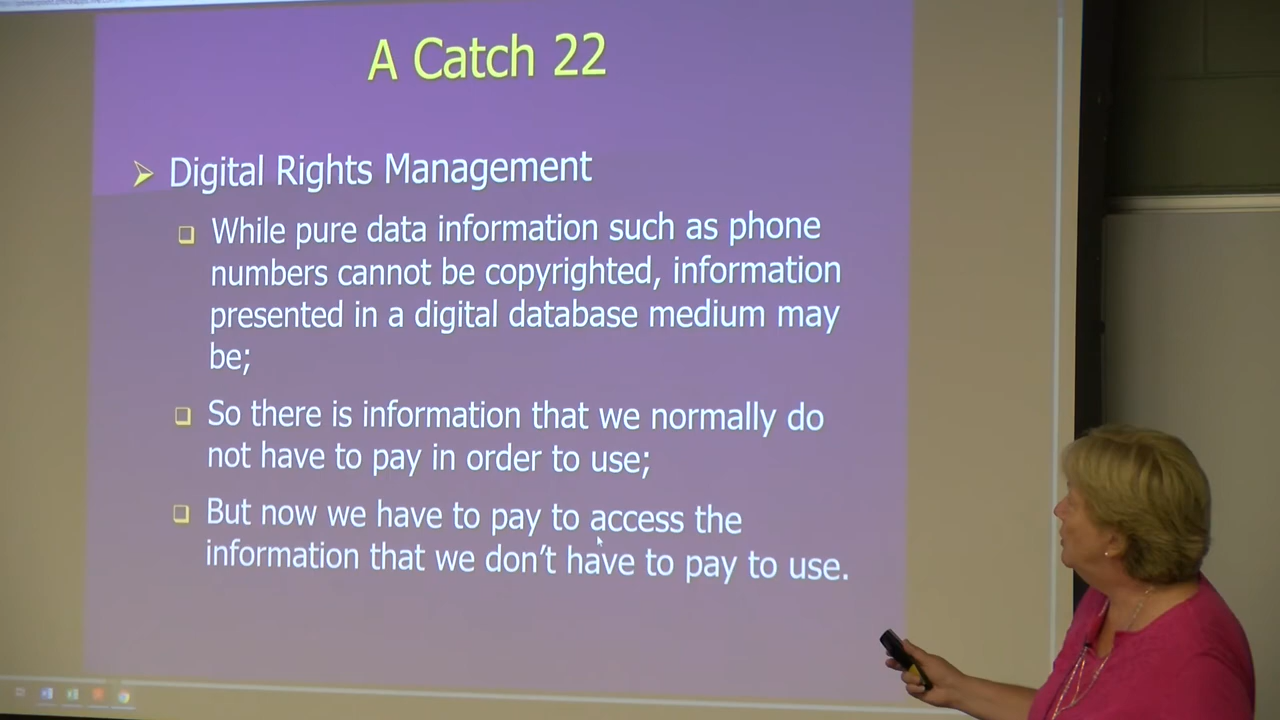 A Catch 22
Digital Rights Management
While pure data information such as phone
numbers cannot be copyrighted, information
presented in a digital database medium may
be;
So there is information that we normally do
not have to pay in order to use;
But now we have to pay to access the
information that we don't have to pay to use.